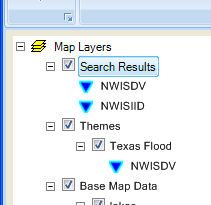 Map Layers
Search Results
NWISDV
NWISIID
Themes
Texas Flood
NWISDV
Base Map Data